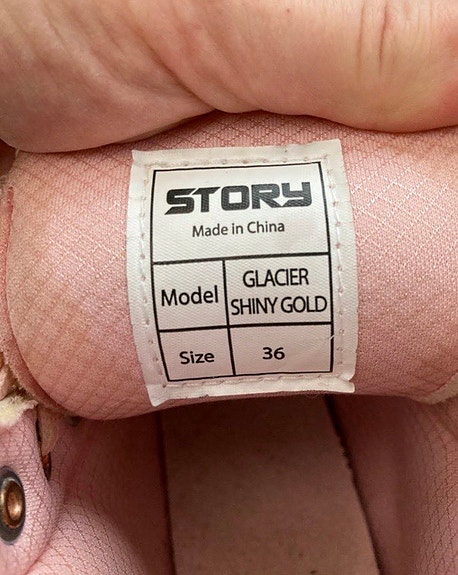 STORY
Made in China
Model
GLACIER
SHINY GOLD
Size
36